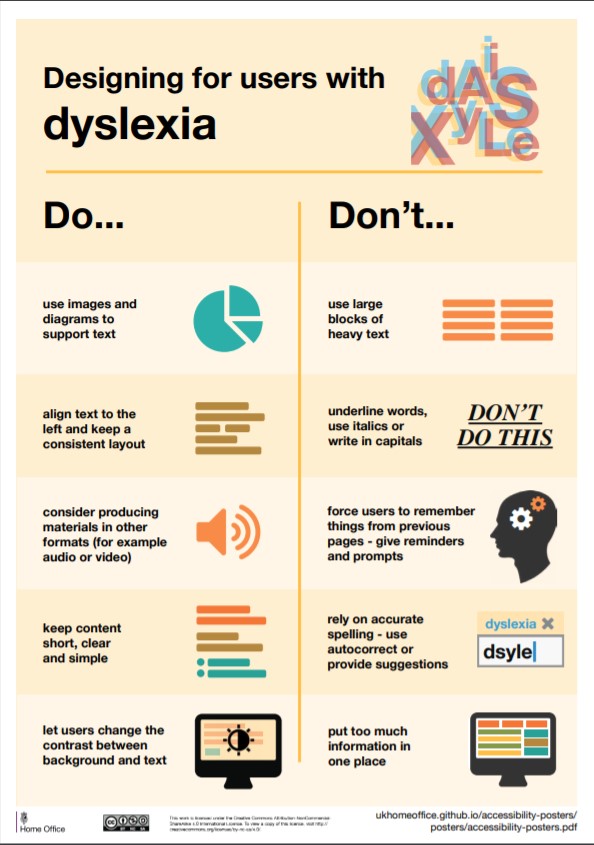 Designing for users with
dyslexia
d A i S X y L e
Do...
Don't...
use images and
diagrams to
support text
use large
blocks of
heavy text
align text to the
left and keep a
consistent layout
underline words,
use italics or
write in capitals
DON'T
DO THIS
consider producing
materials in other
formats (for example
audio or video)
force users to remember
things from previous
pages - give reminders
and prompts
keep content
short, clear
and simple
rely on accurate
spelling - use
autocorrect or
provide suggestions
dyslexia
dsyle
let users change the
contrast between
background and text
put too much
information in
one place
Home Office
cc
BY NC SA
This work is licensed under the Creative Commons Attribution-NonCommercial-
ShareAlike 4.0 International License. To view a copy of this license, visit http://
creativecommons.org/licenses/by-nc-sa/4.0/.
ukhomeoffice.github.io/accessibility-posters/
posters/accessibility-posters.pdf